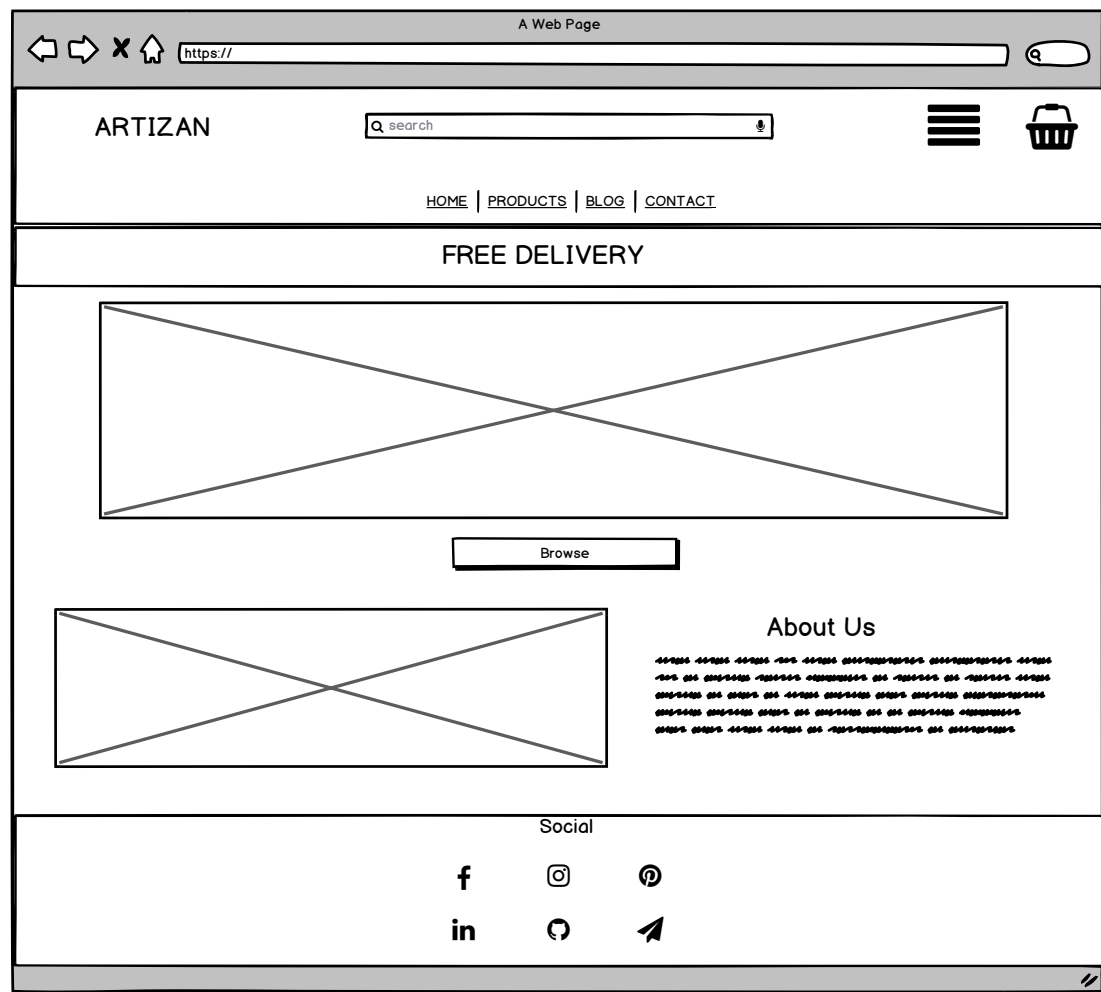 A Web Page
https://
ARTIZAN
search
HOME | PRODUCTS | BLOG | CONTACT
FREE DELIVERY
Browse
About Us
Social